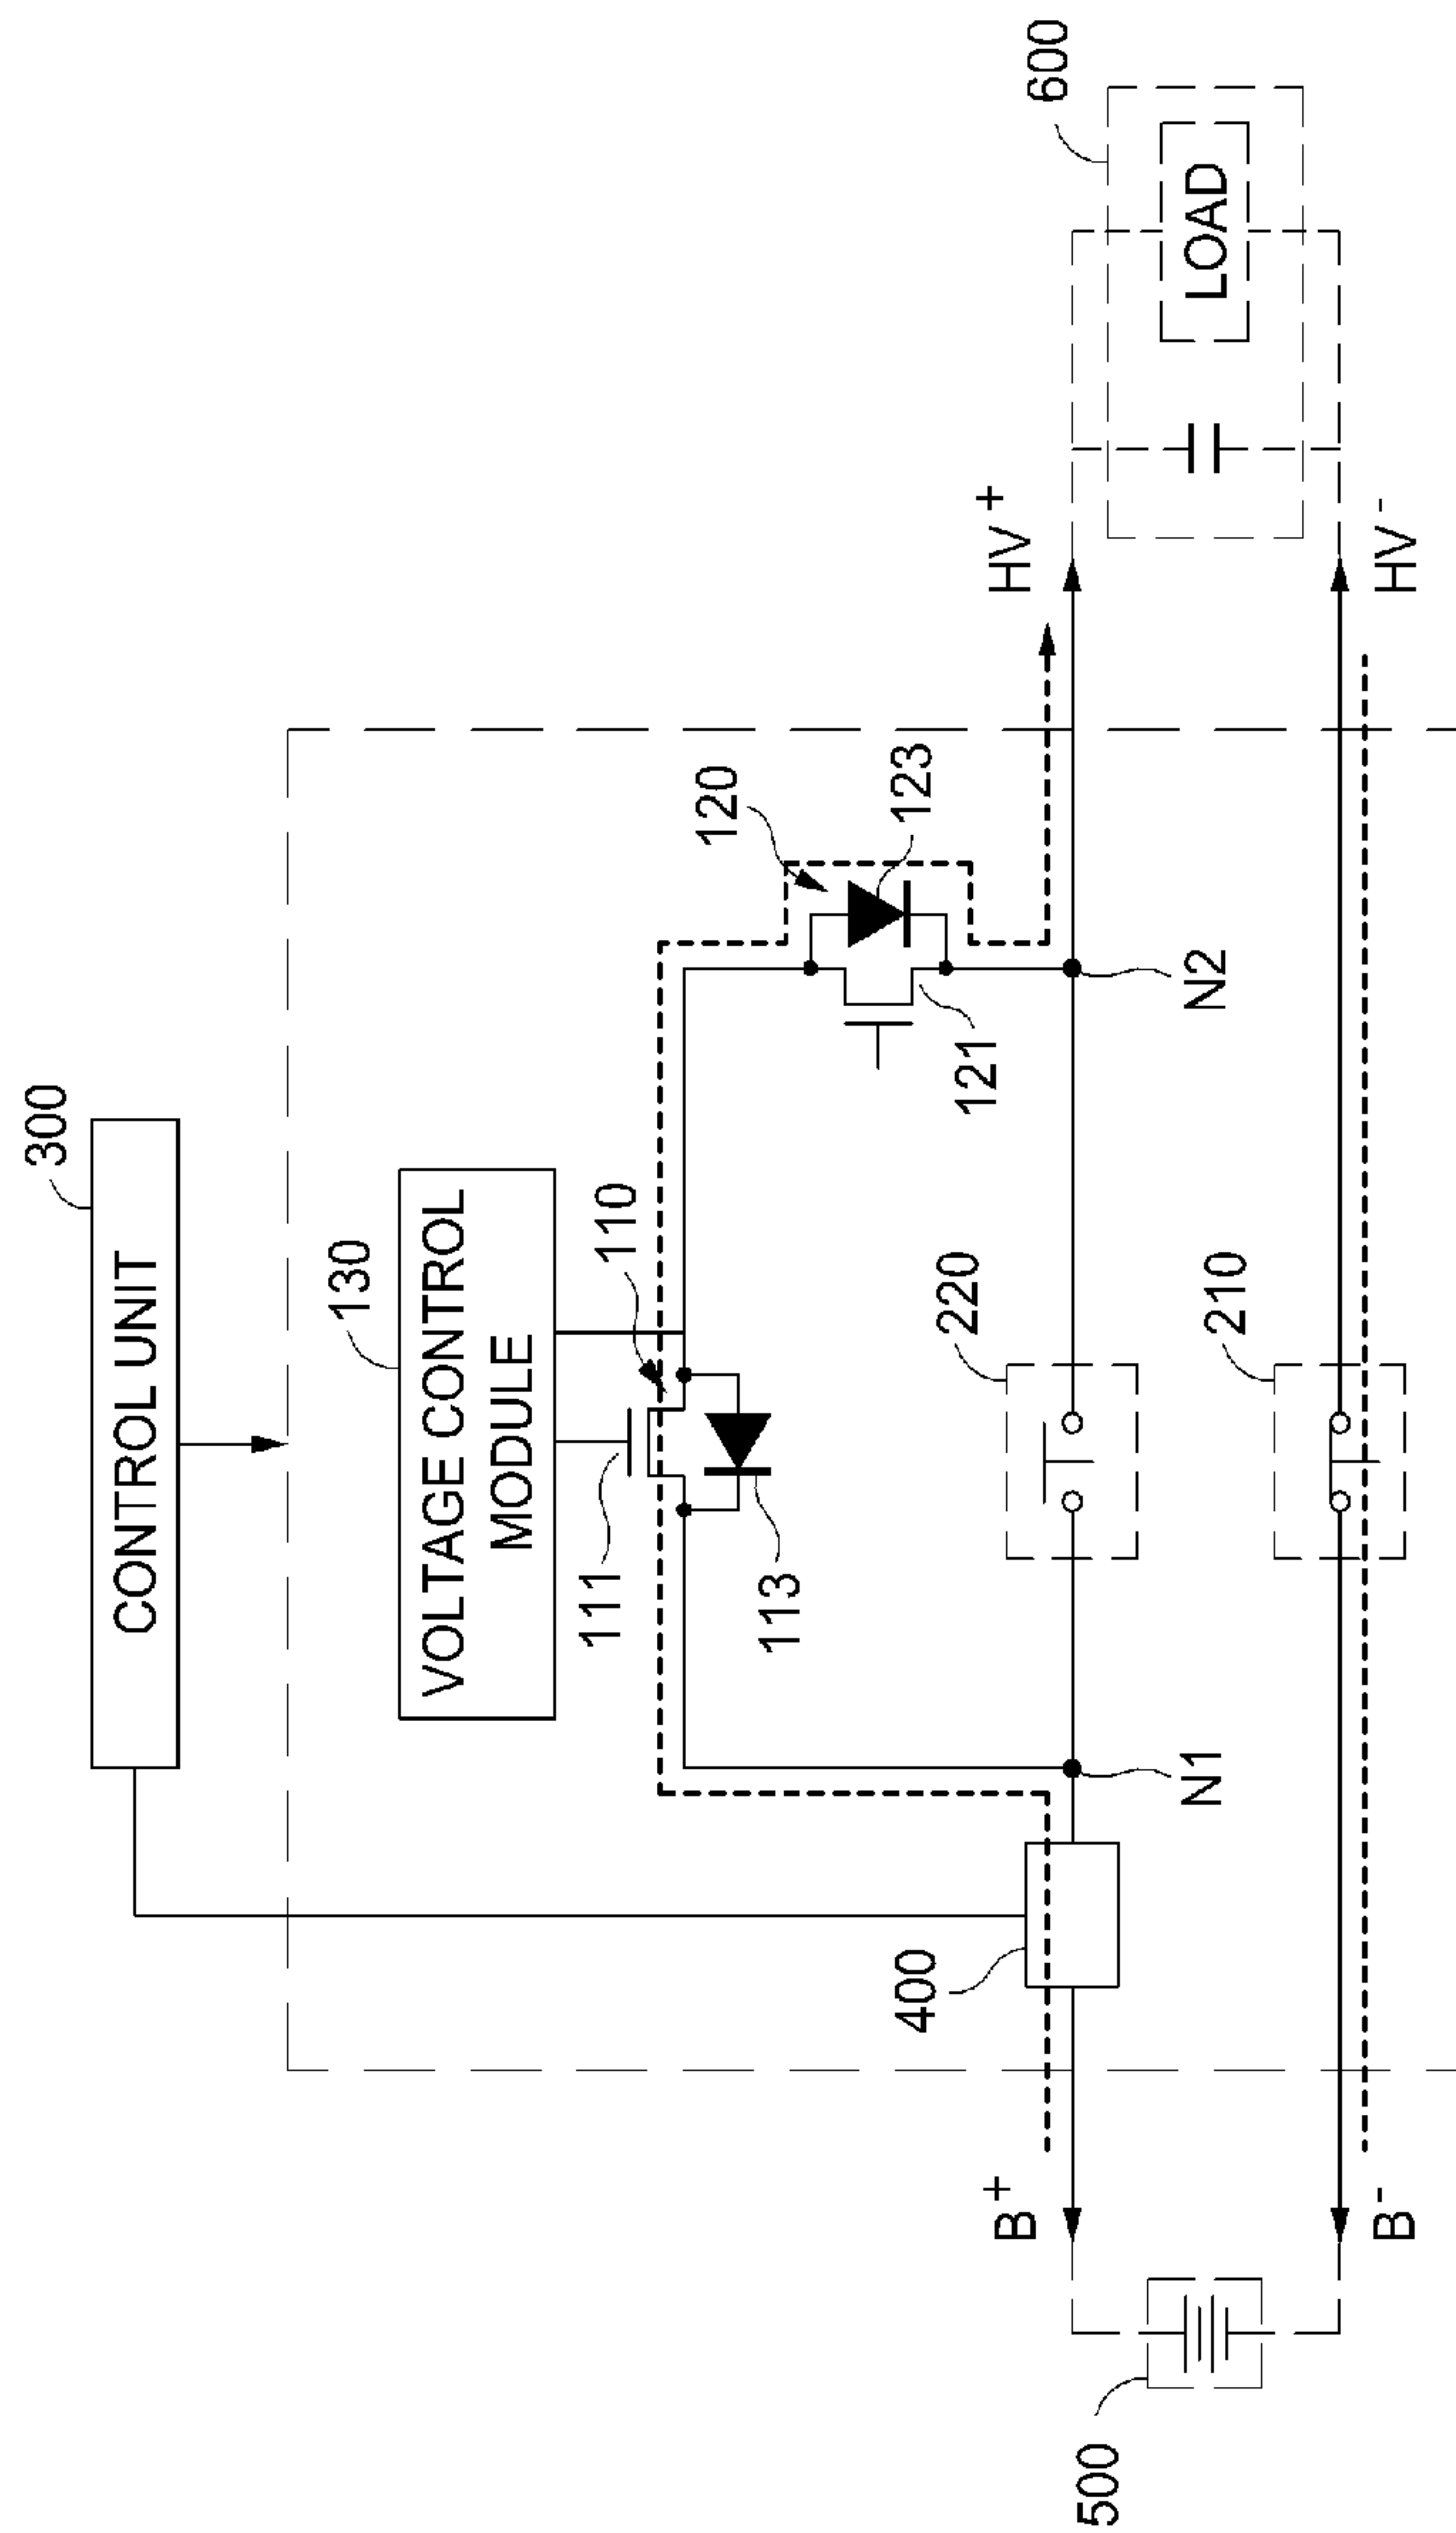 300
CONTROL UNIT
130
VOLTAGE CONTROL
MODULE
110
111
113
120
123
121
400
220
210
N1
N2
B+
B-
HV+
HV-
500
600
LOAD